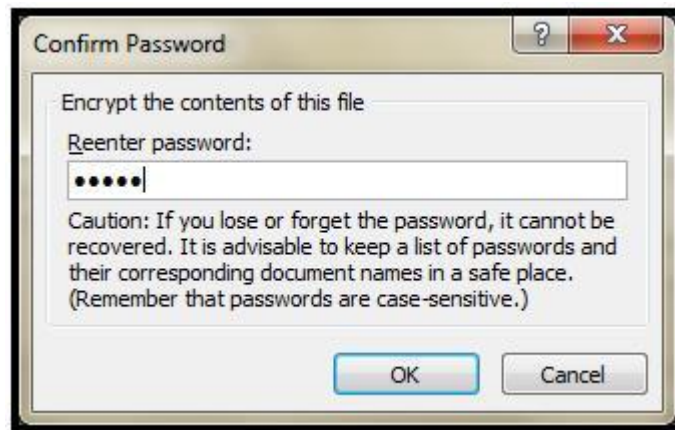 Confirm Password
Encrypt the contents of this file
Reenter password:
•••••
Caution: If you lose or forget the password, it cannot be
recovered. It is advisable to keep a list of passwords and
their corresponding document names in a safe place.
(Remember that passwords are case-sensitive.)
OK Cancel